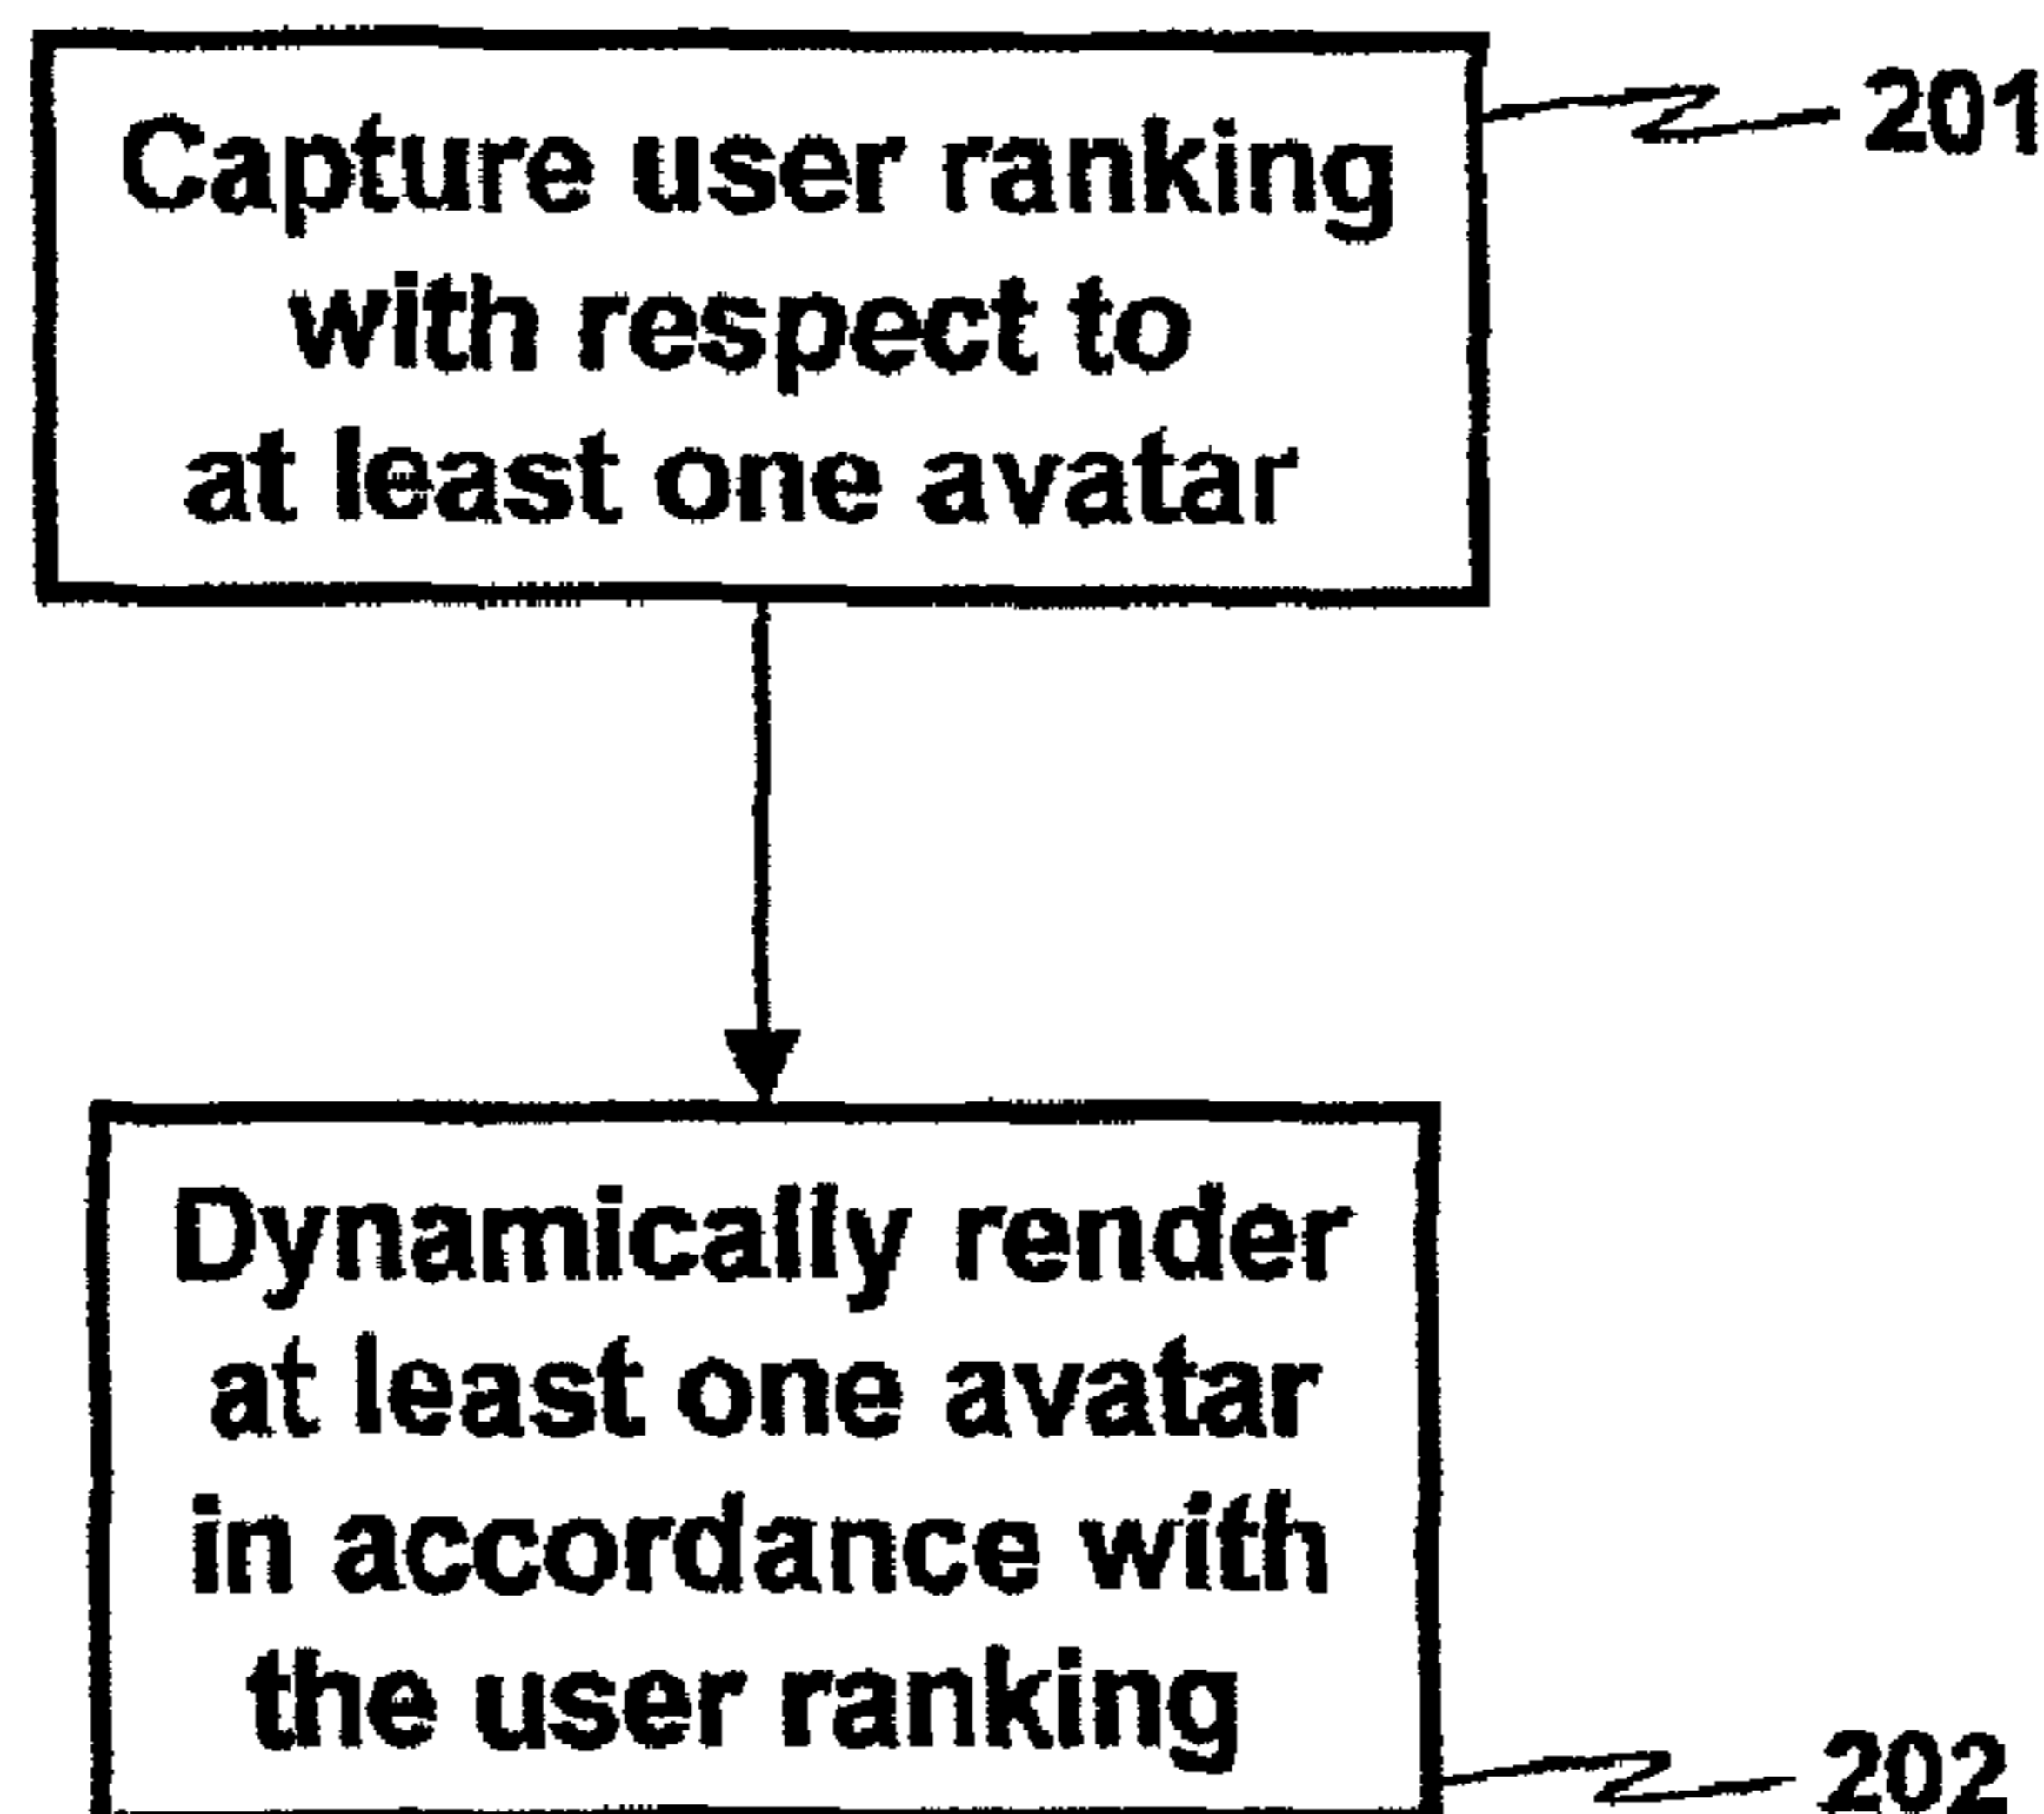 Capture user ranking
with respect to
at least one avatar
201
Dynamically render
at least one avatar
in accordance with
the user ranking
202